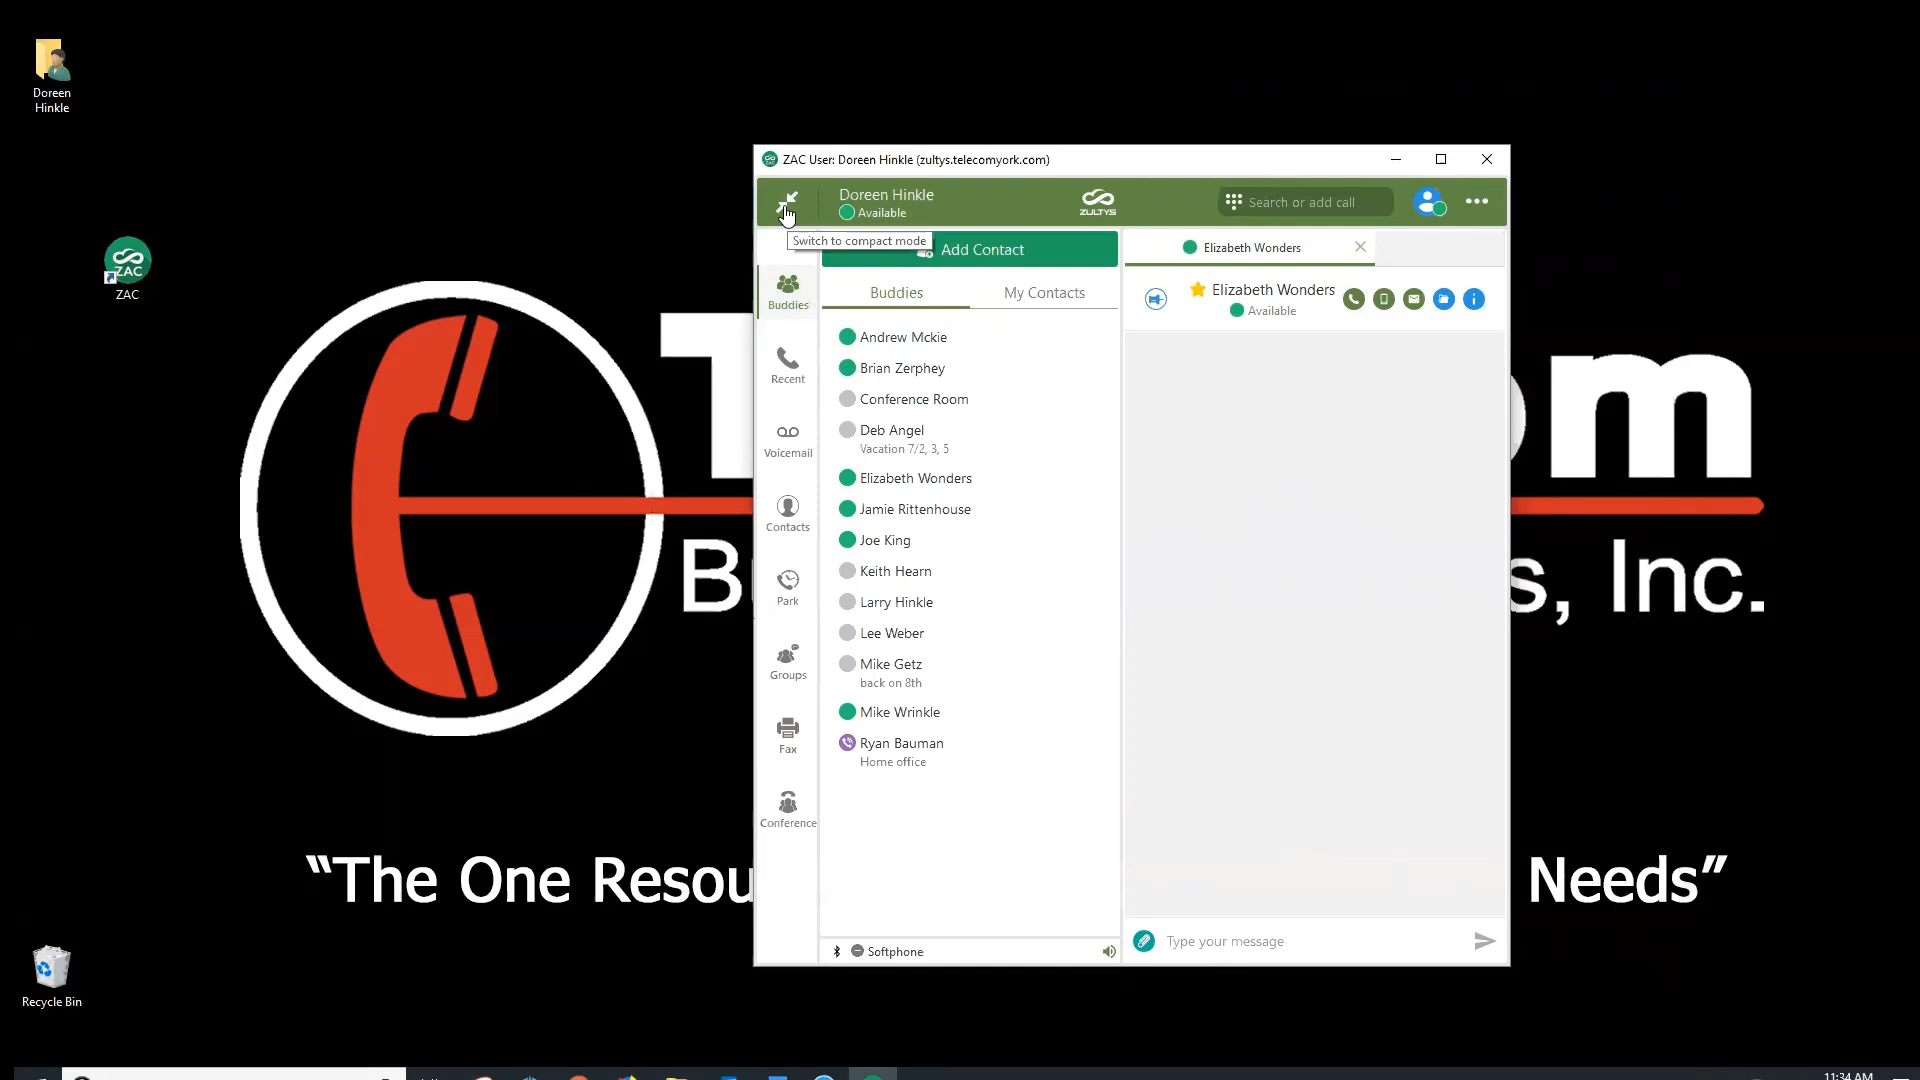 Doreen
Hinkle
ZAC
ZAC
Recycle Bin
ZAC User: Doreen Hinkle (zultys.telecomyork.com)
Doreen Hinkle
Available
ZULTYS
Search or add call
Switch to compact mode
Add Contact
Buddies
My Contacts
Buddies
Recent
Voicemail
Contacts
Park
Groups
Fax
Conference
Andrew Mckie
Brian Zerphey
Conference Room
Deb Angel
Vacation 7/2, 3, 5
Elizabeth Wonders
Jamie Rittenhouse
Joe King
Keith Hearn
Larry Hinkle
Lee Weber
Mike Getz
back on 8th
Mike Wrinkle
Ryan Bauman
Home office
Softphone
Elizabeth Wonders
Elizabeth Wonders
Available
Type your message
m
B
s, Inc.
“The One Resou
Needs”
11:34 AM